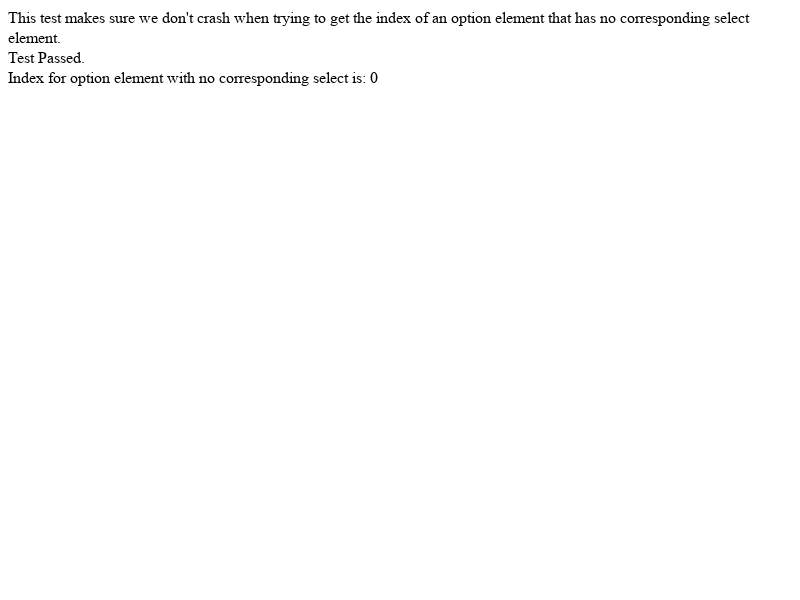 This test makes sure we don't crash when trying to get the index of an option element that has no corresponding select
element.
Test Passed.
Index for option element with no corresponding select is: 0